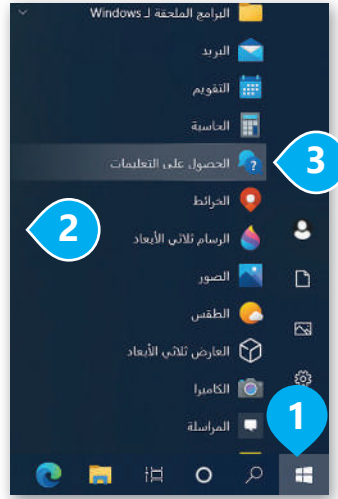 البرامج الملحقة لـ Windows
البريد
التقويم
الحاسبة
الحصول على التعليمات
3
الخرائط
2
الرسام ثلاثي الأبعاد
الصور
الطقس
العارض ثلاثي الأبعاد
الكاميرا
1
المراسلة